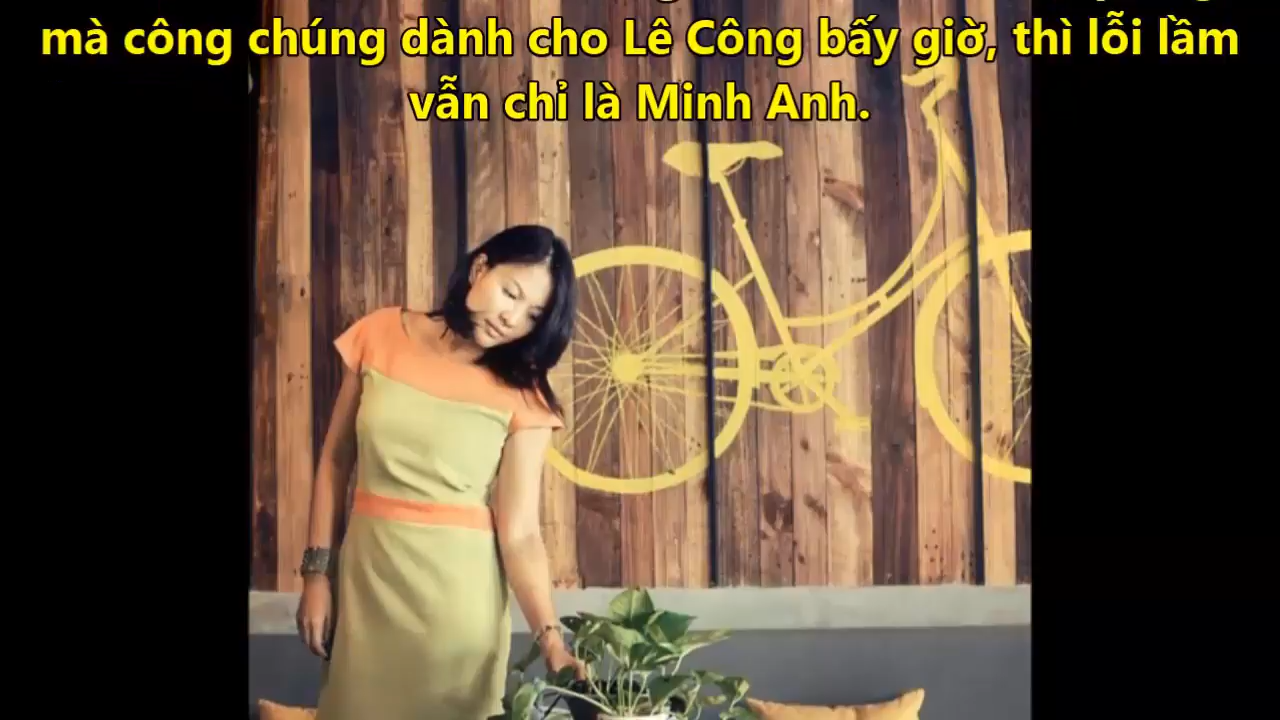 mà công chúng dành cho Lê Công bấy giờ, thì lỗi lầm
vẫn chỉ là Minh Anh.